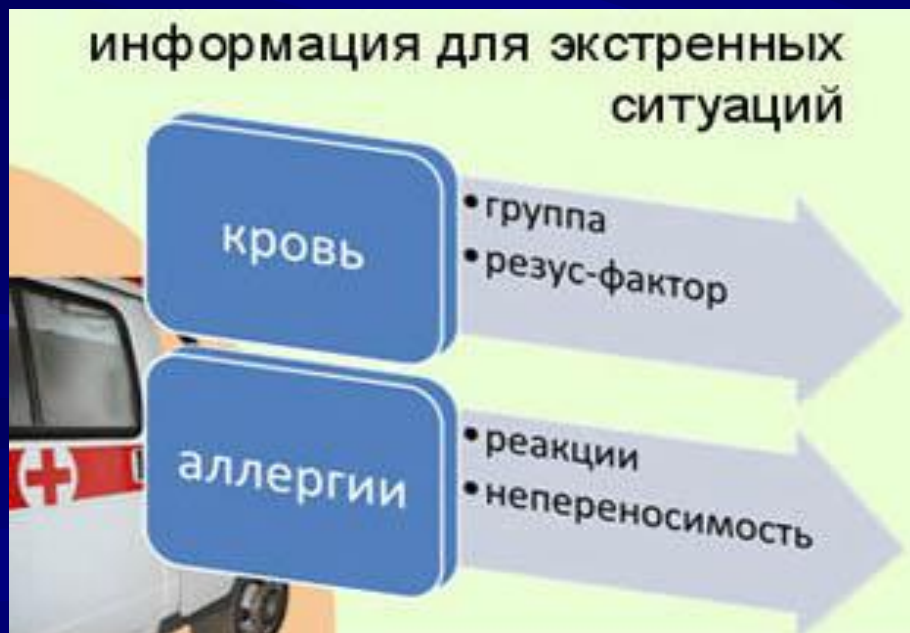 информация для экстренных
ситуаций
кровь
• группа
• резус-фактор
аллергии
• реакции
• непереносимость